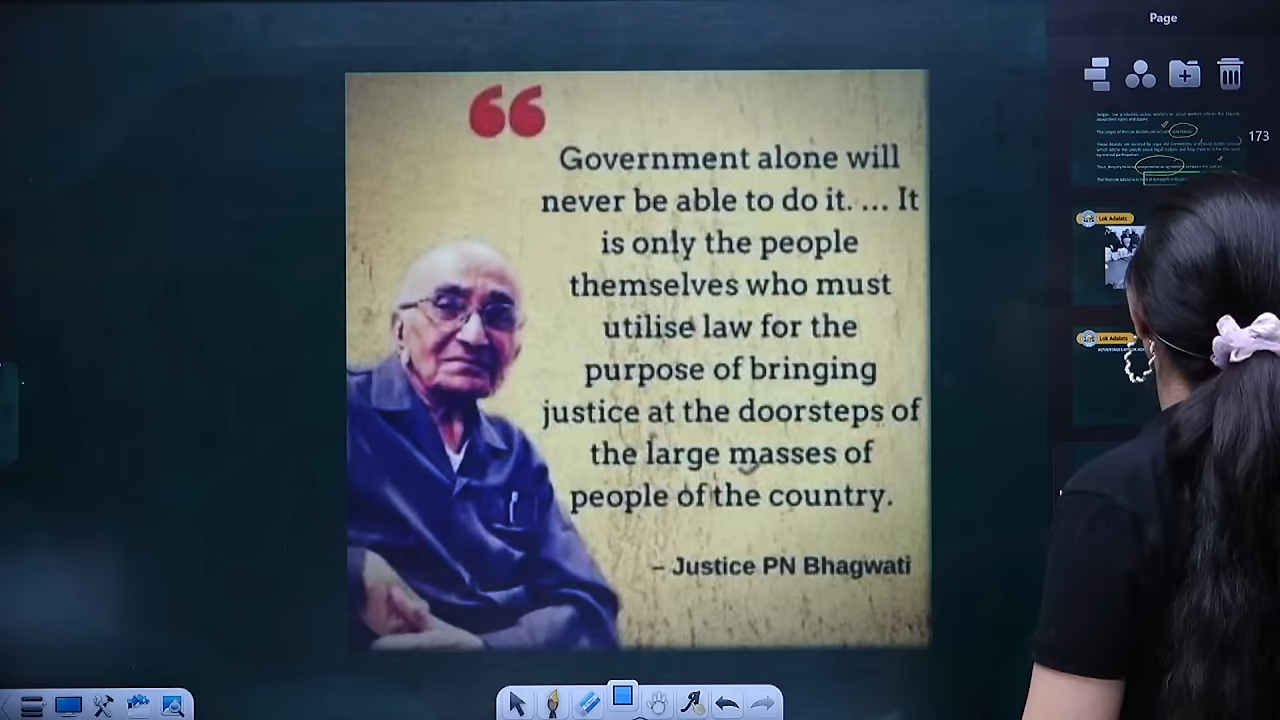 Page
173
Lok Adalats
Lok Adalats
Government alone will
never be able to do it. ... It
is only the people
themselves who must
utilise law for the
purpose of bringing
justice at the doorsteps of
the large masses of
people of the country.
– Justice PN Bhagwati